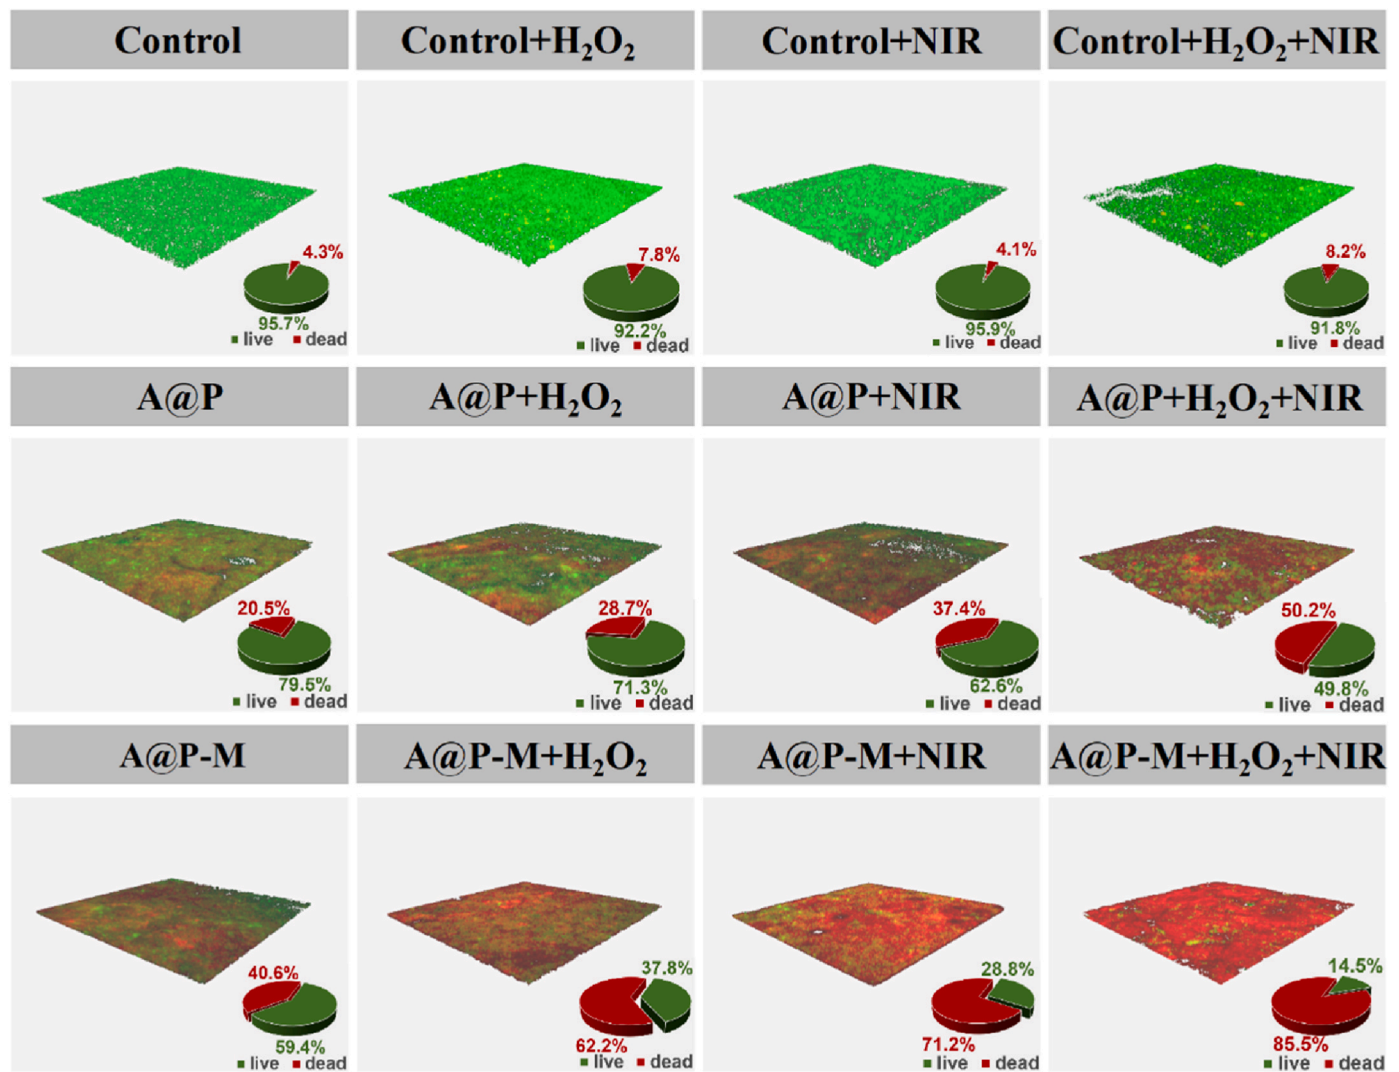 Control
Control+H₂O₂
Control+NIR
Control+H₂O₂+NIR
4.3%
95.7%
live dead
7.8%
92.2%
live dead
4.1%
95.9%
live dead
8.2%
91.8%
live dead
A@P
A@P+H₂O₂
A@P+NIR
A@P+H₂O₂+NIR
20.5%
79.5%
live dead
28.7%
71.3%
live dead
37.4%
62.6%
live dead
50.2%
49.8%
live dead
A@P-M
A@P-M+H₂O₂
A@P-M+NIR
A@P-M+H₂O₂+NIR
40.6%
59.4%
live dead
37.8%
62.2%
live dead
28.8%
71.2%
live dead
14.5%
85.5%
live dead